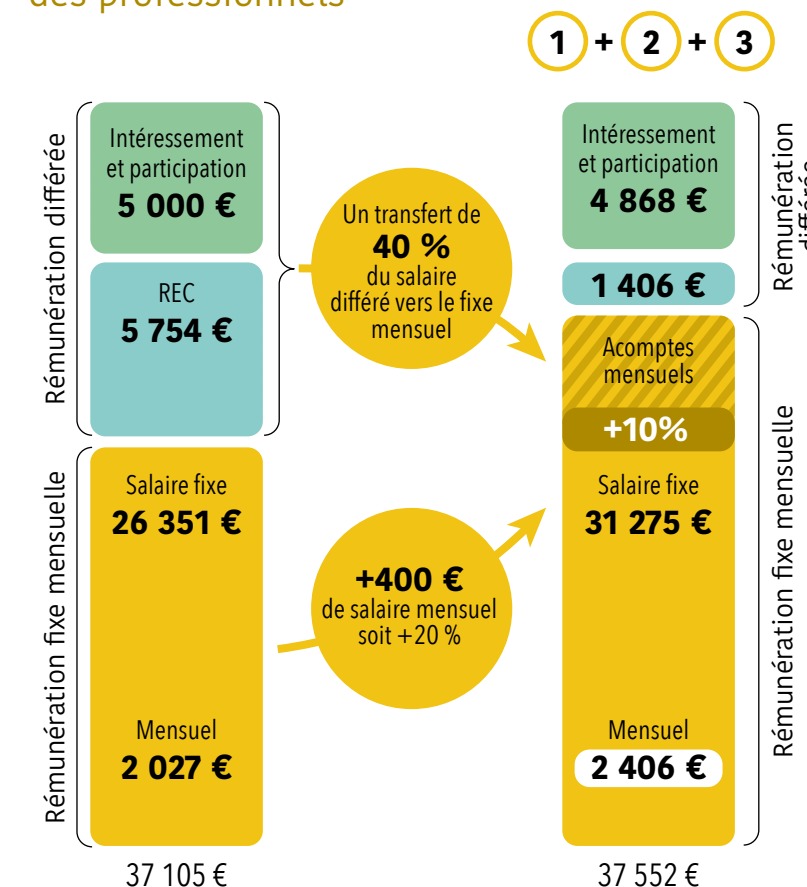 des professionnels
1 + 2 + 3
Rémunération différée
Intéressement
et participation
5 000 €
REC
5 754 €
Rémunération fixe mensuelle
Salaire fixe
26 351 €
Mensuel
2 027 €
37 105 €
Un transfert de
40 %
du salaire
différé vers le fixe
mensuel
+400 €
de salaire mensuel
soit +20 %
Intéressement
et participation
4 868 €
1 406 €
Acomptes
mensuels
+10%
Salaire fixe
31 275 €
Mensuel
2 406 €
37 552 €
Rémunération
différée
Rémunération fixe mensuelle